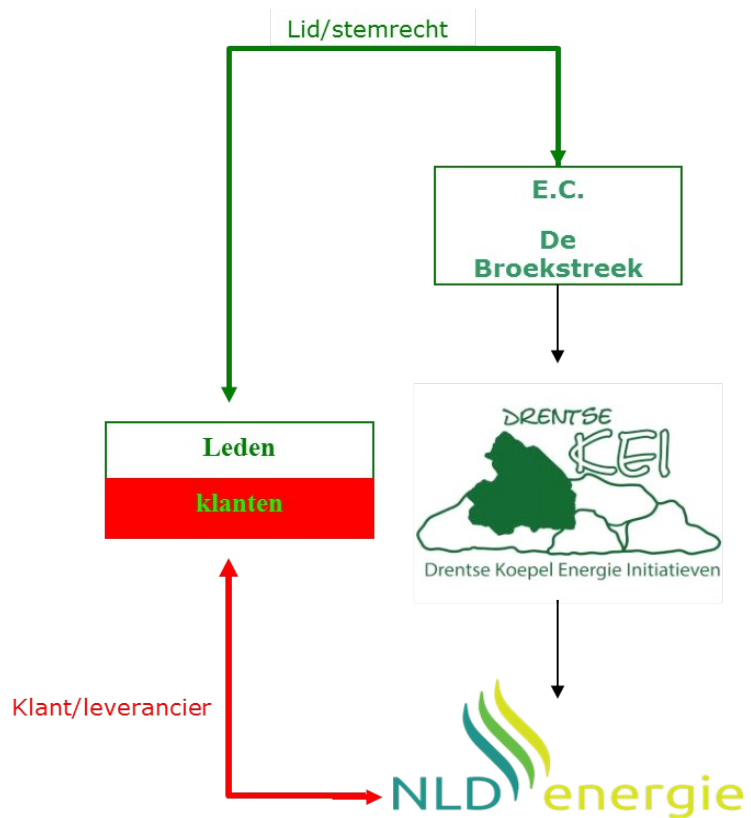 Lid/stemrecht
E.C.
De
Broekstreek
Leden
klanten
DRENTSE
KEI
Drentse Koepel Energie Initiatieven
Klant/leverancier
NLD energie